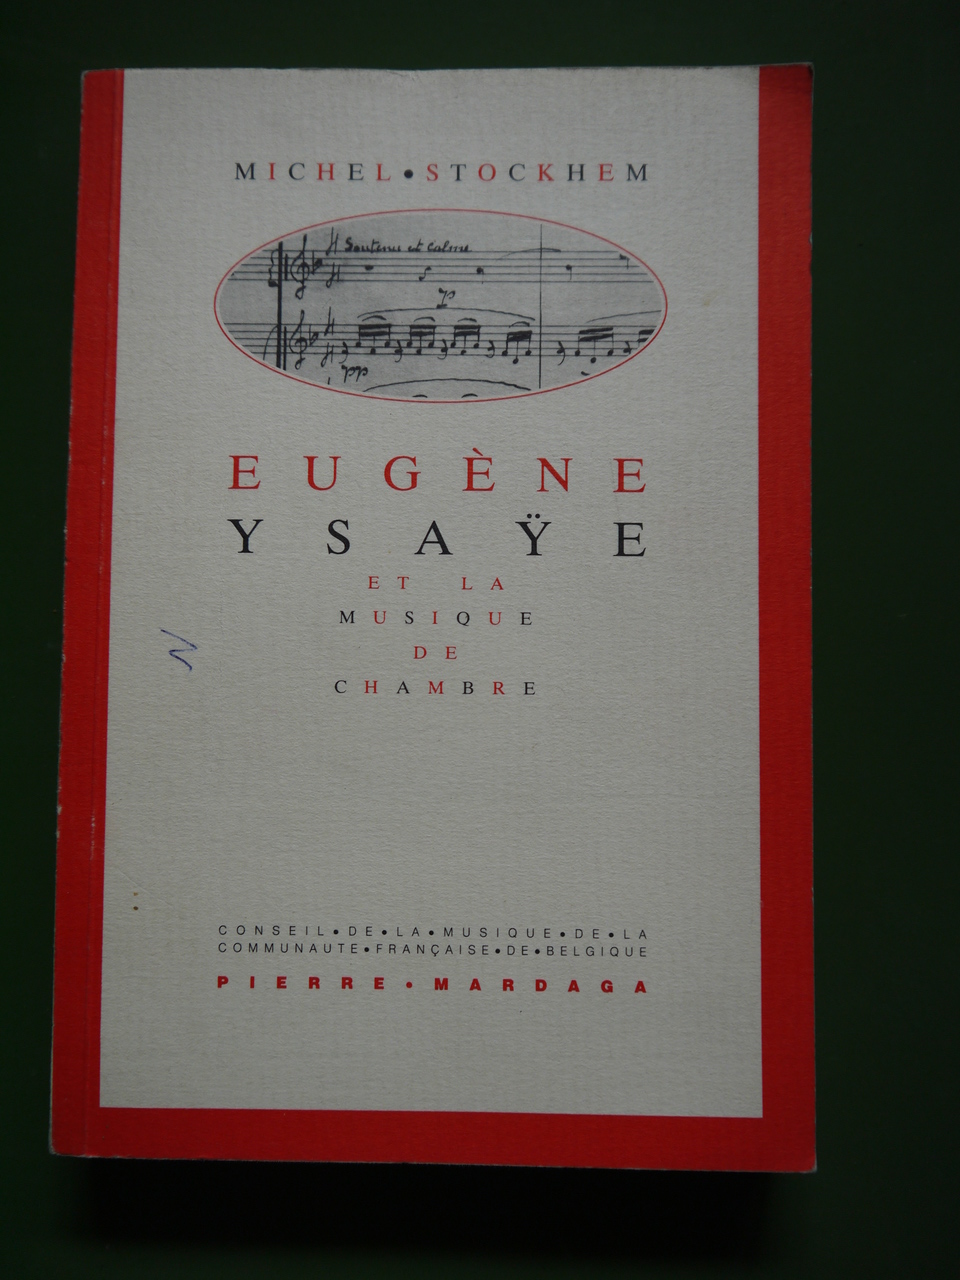 MICHEL•STOCKHEM
Soutenu et calme
p
pp
EUGÈNE
YSAŸE
ET LA
MUSIQUE
DE
CHAMBRE
CONSEIL•DE•LA•MUSIQUE•DE•LA
COMMUNAUTE•FRANÇAISE•DE•BELGIQUE
PIERRE•MARDAGA